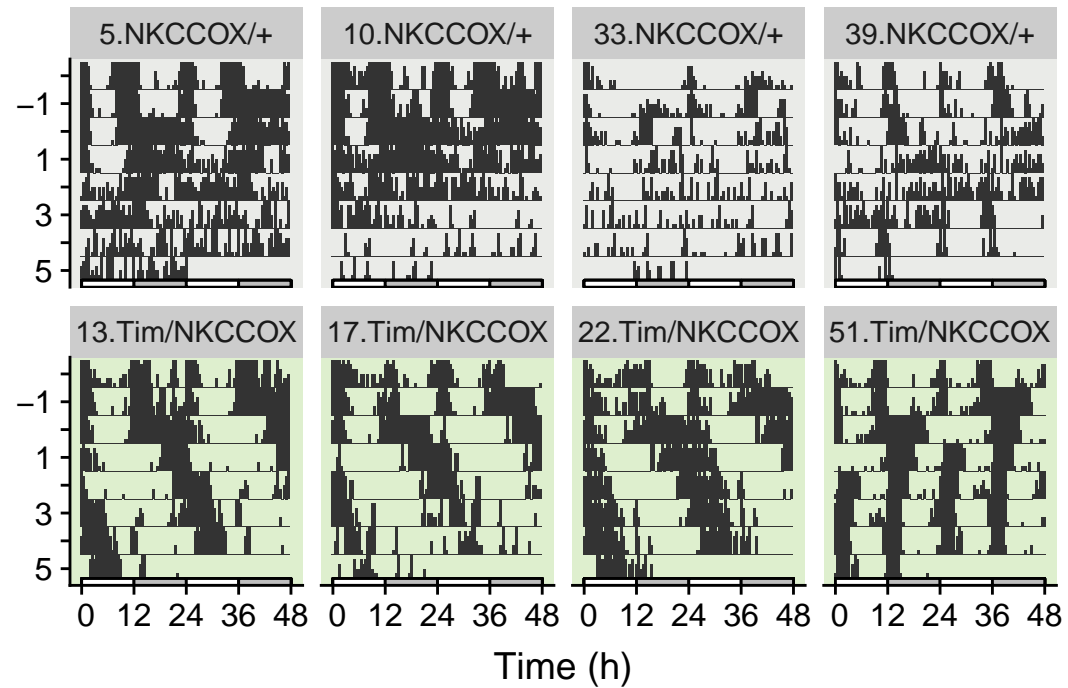 5.NKCCOX/+ 10.NKCCOX/+ 33.NKCCOX/+ 39.NKCCOX/+
−1
1
3
5
13.Tim/NKCCOX 17.Tim/NKCCOX 22.Tim/NKCCOX 51.Tim/NKCCOX
−1
1
3
5
0 12 24 36 48 0 12 24 36 48 0 12 24 36 48 0 12 24 36 48
Time (h)